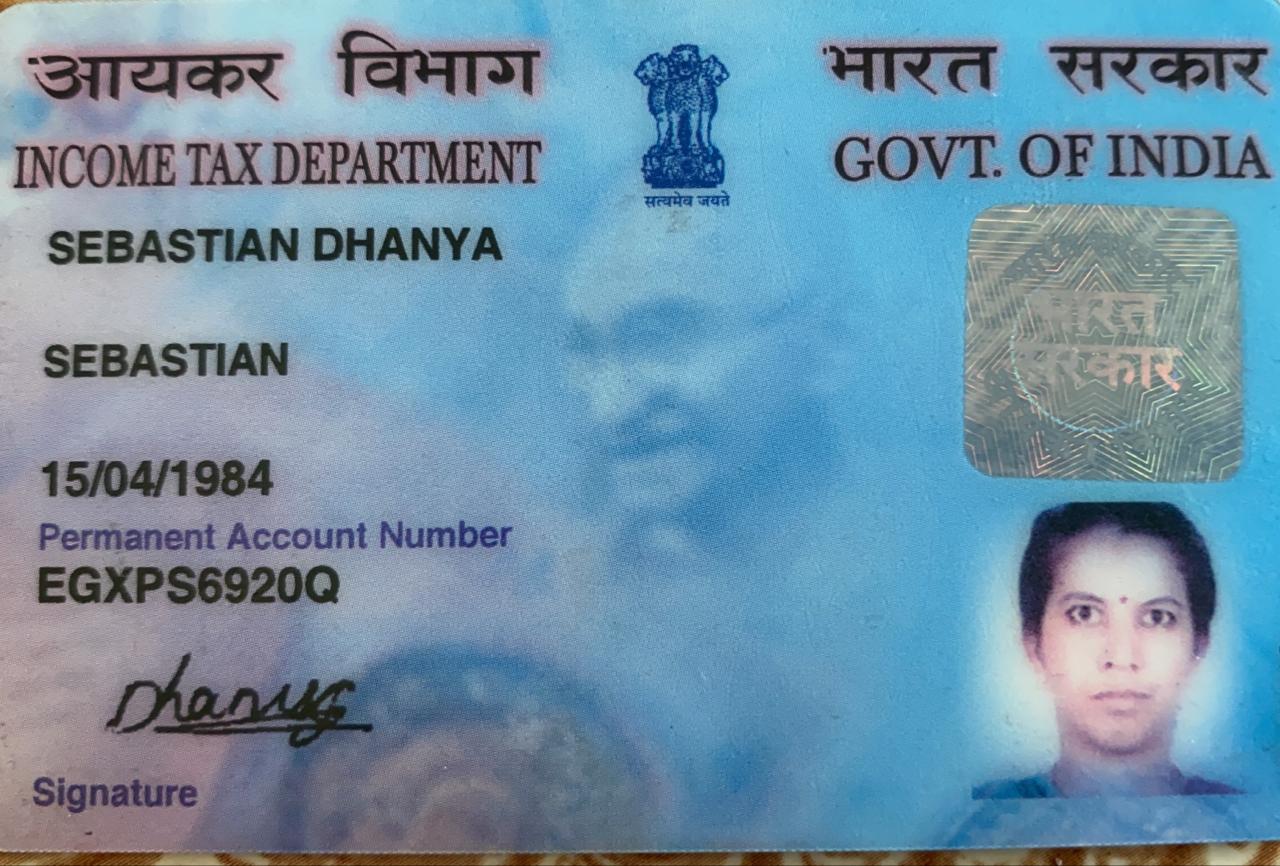 आयकर विभाग
भारत सरकार
INCOME TAX DEPARTMENT
GOVT. OF INDIA
सत्यमेव जयते
SEBASTIAN DHANYA
भारत
सरकार
SEBASTIAN
15/04/1984
Permanent Account Number
EGXPS6920Q
Dhanya
Signature